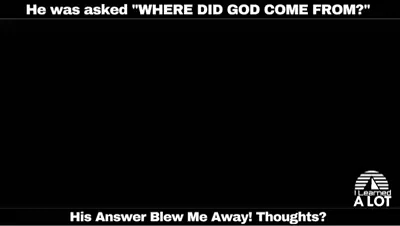 He was asked "WHERE DID GOD COME FROM?"
I Learned
A LOT
His Answer Blew Me Away! Thoughts?